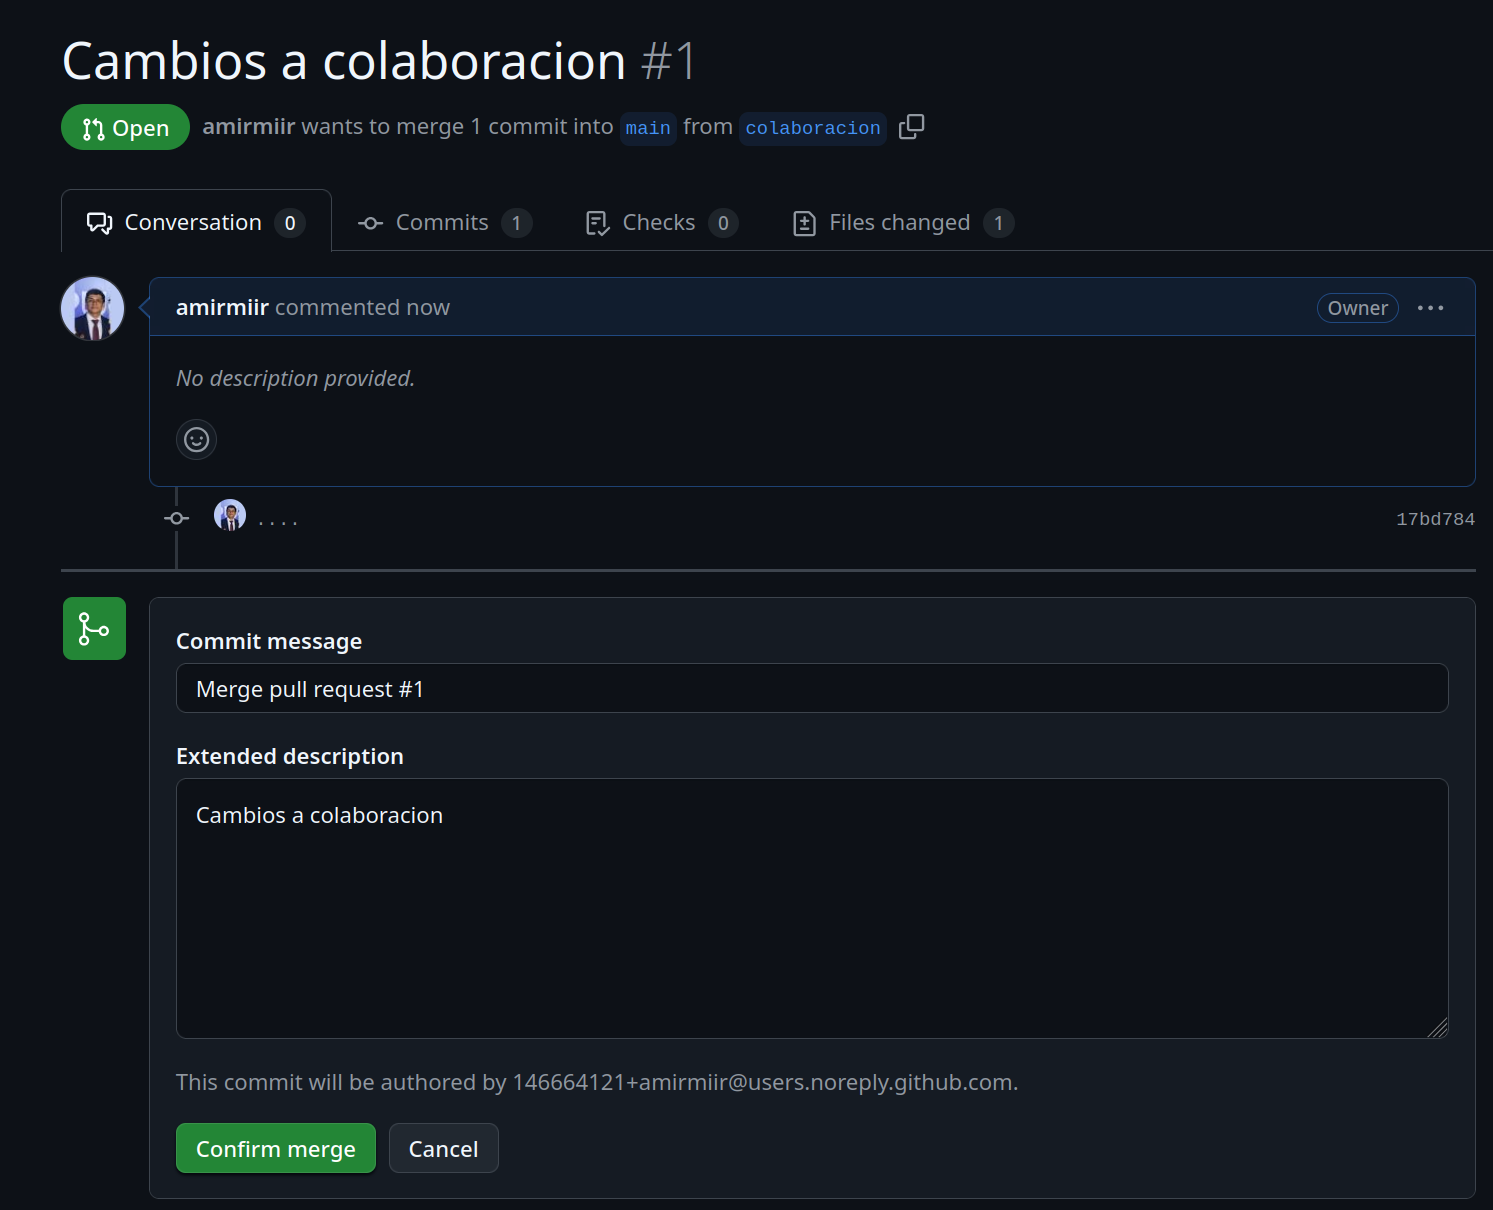 Cambios a colaboracion #1
Open amirmiir wants to merge 1 commit into main from colaboracion
Conversation 0 Commits 1 Checks 0 Files changed 1
amirmiir commented now Owner ...
No description provided.
.... 17bd784
Commit message
Merge pull request #1
Extended description
Cambios a colaboracion
This commit will be authored by 146664121+amirmiir@users.noreply.github.com.
Confirm merge Cancel